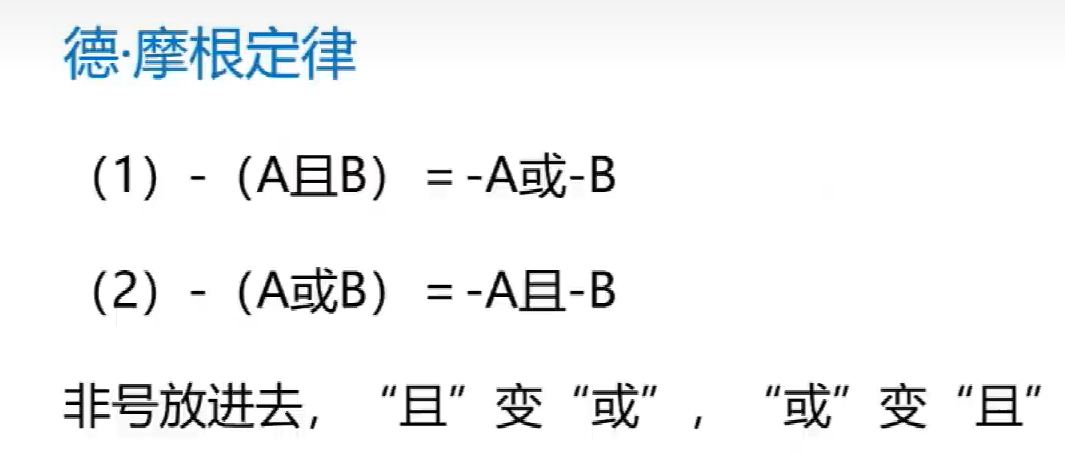 德·摩根定律
（1）-（A且B）=-A或-B
（2）-（A或B）=-A且-B
非号放进去，“且”变“或”，“或”变“且”